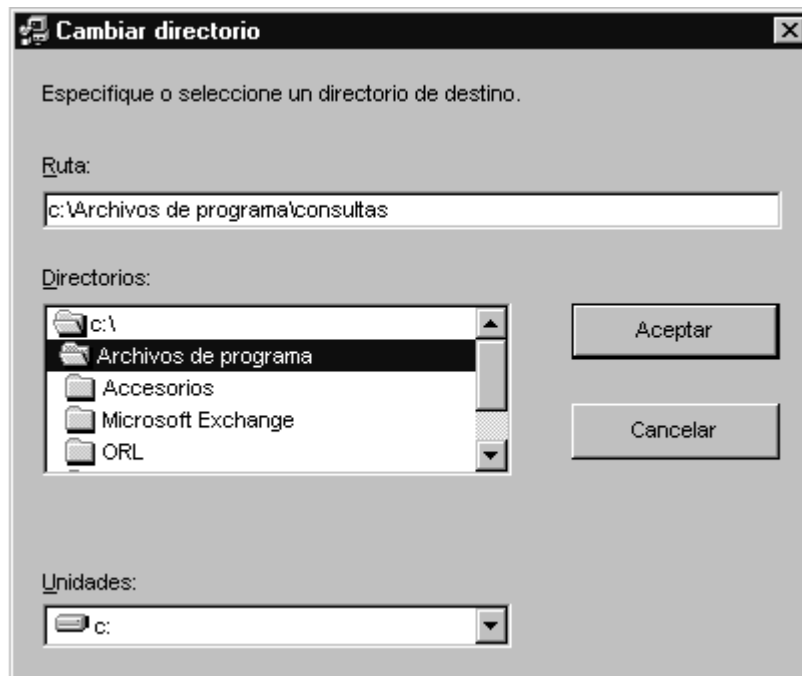 Cambiar directorio
Especifique o seleccione un directorio de destino.
Ruta:
c:\Archivos de programa\consultas
Directorios:
c:\
Archivos de programa
Accesorios
Microsoft Exchange
ORL
Aceptar
Cancelar
Unidades:
c: